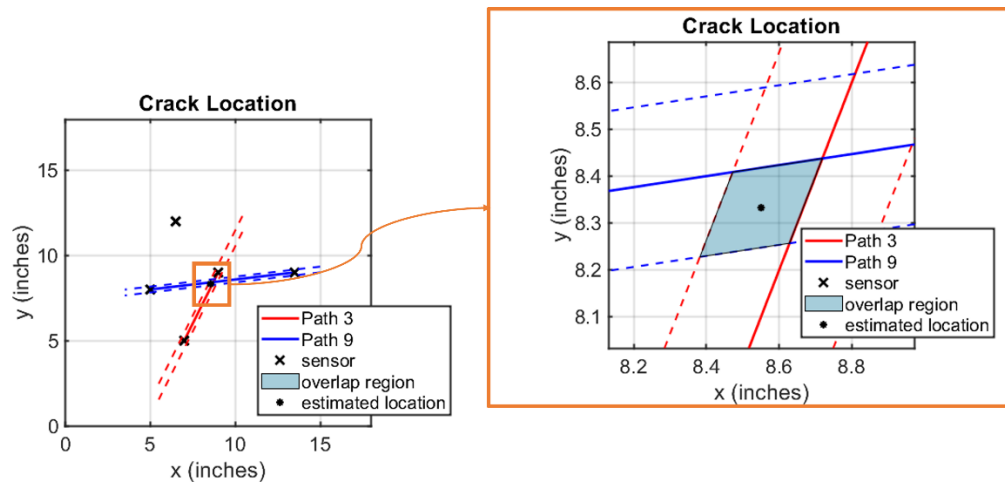 Crack Location
y (inches)
15
10
5
0
0
5
10
15
x (inches)
Path 3
Path 9
sensor
overlap region
estimated location
Crack Location
y (inches)
8.6
8.5
8.4
8.3
8.2
8.1
8.2
8.4
8.6
8.8
x (inches)
Path 3
Path 9
sensor
overlap region
estimated location